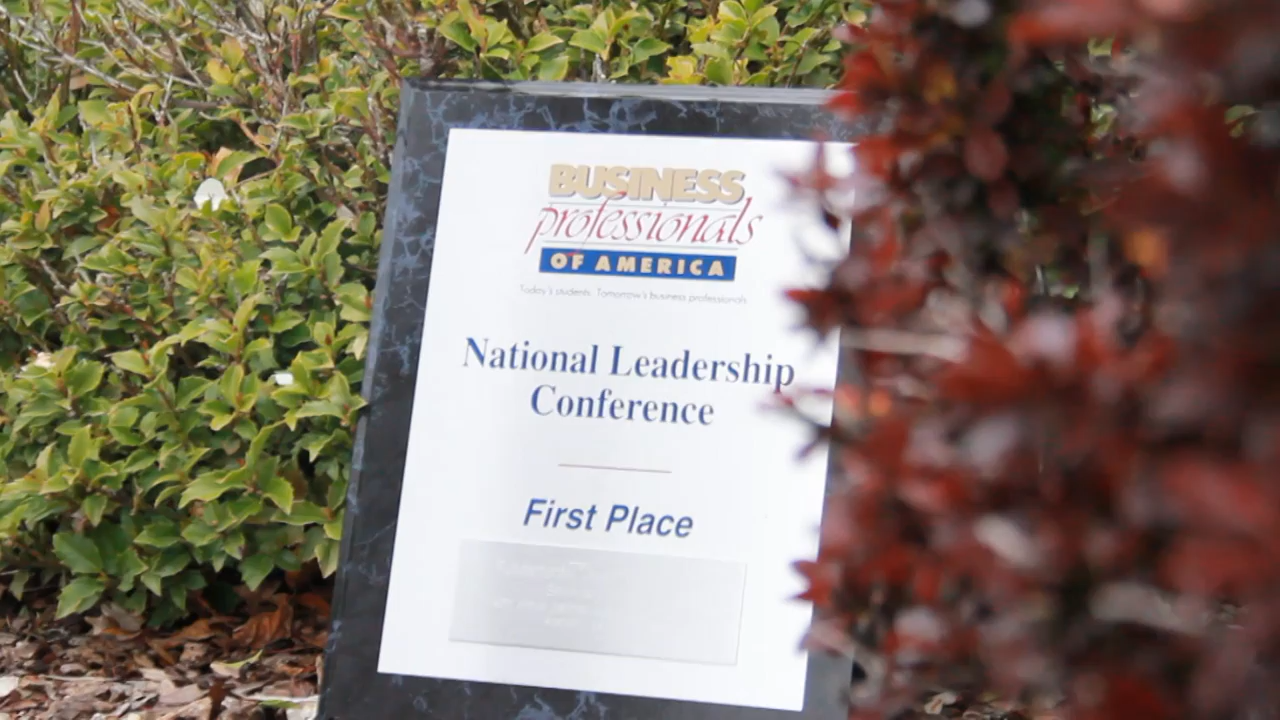 BUSINESS
professionals
OF AMERICA
Today's students. Tomorrow's business professionals.
National Leadership
Conference
First Place